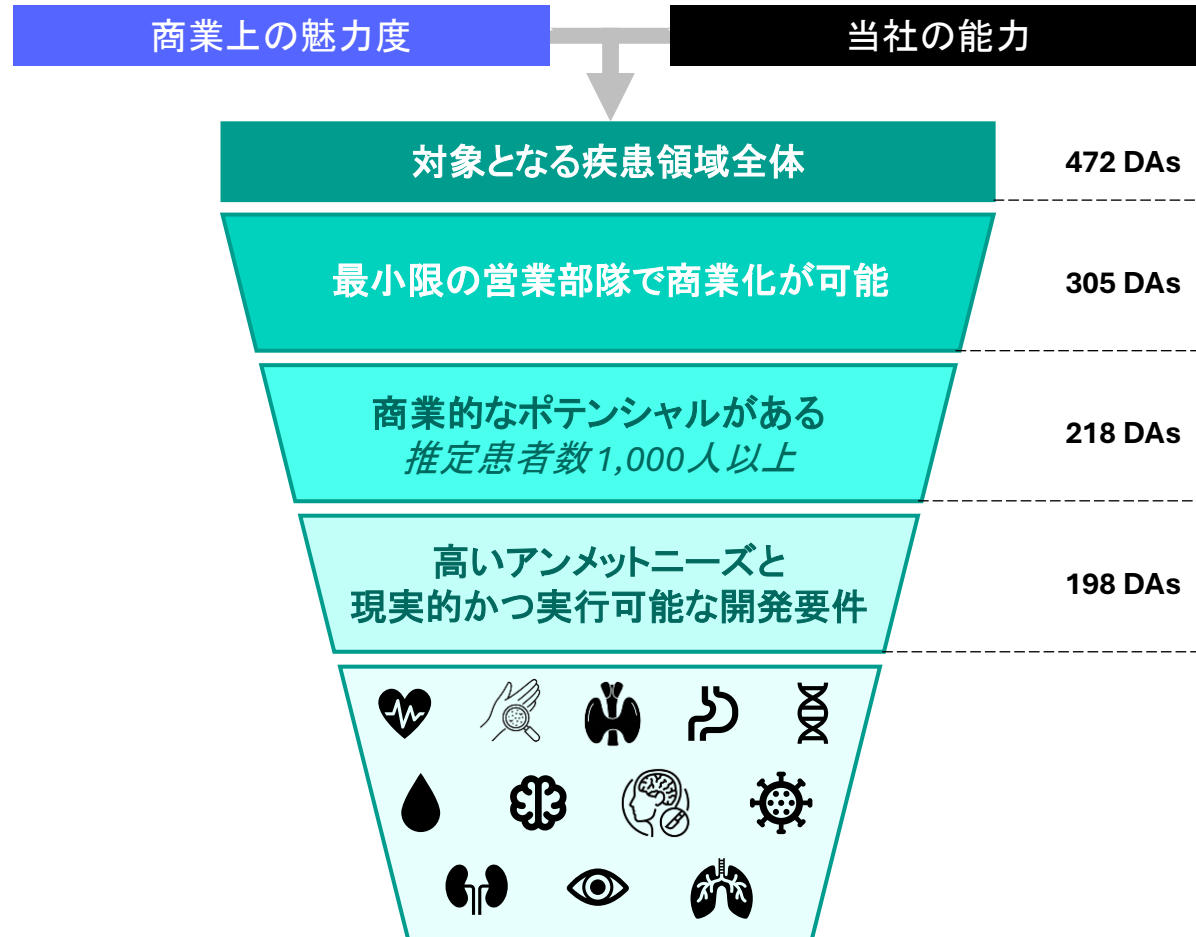 商業上の魅力度
当社の能力
対象となる疾患領域全体
472 DAs
最小限の営業部隊で商業化が可能
305 DAs
商業的なポテンシャルがある
推定患者数 1,000人以上
218 DAs
高いアンメットニーズと
現実的かつ実行可能な開発要件
198 DAs